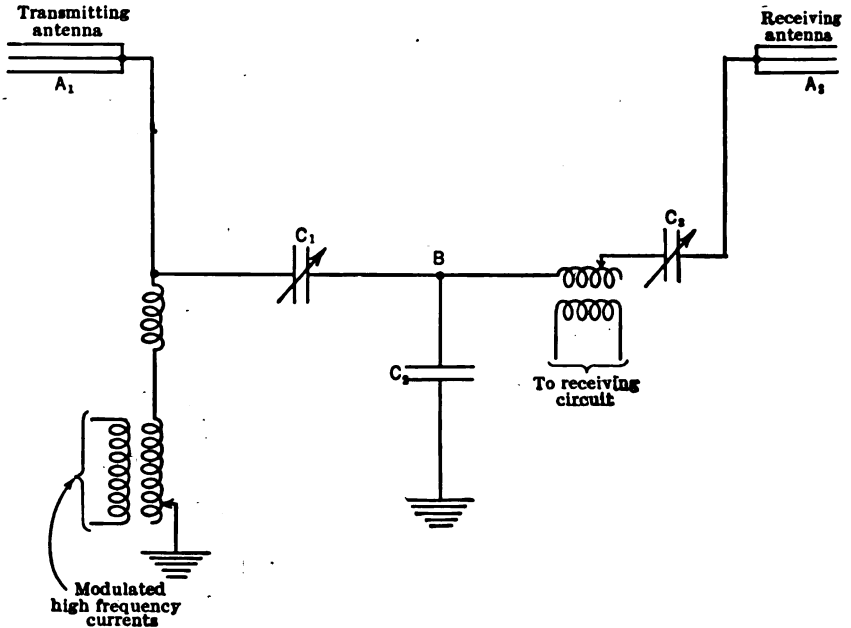 Transmitting
antenna
A₁
Receiving
antenna
A₂
C₁
B
C₃
C₂
To receiving
circuit
Modulated
high frequency
currents